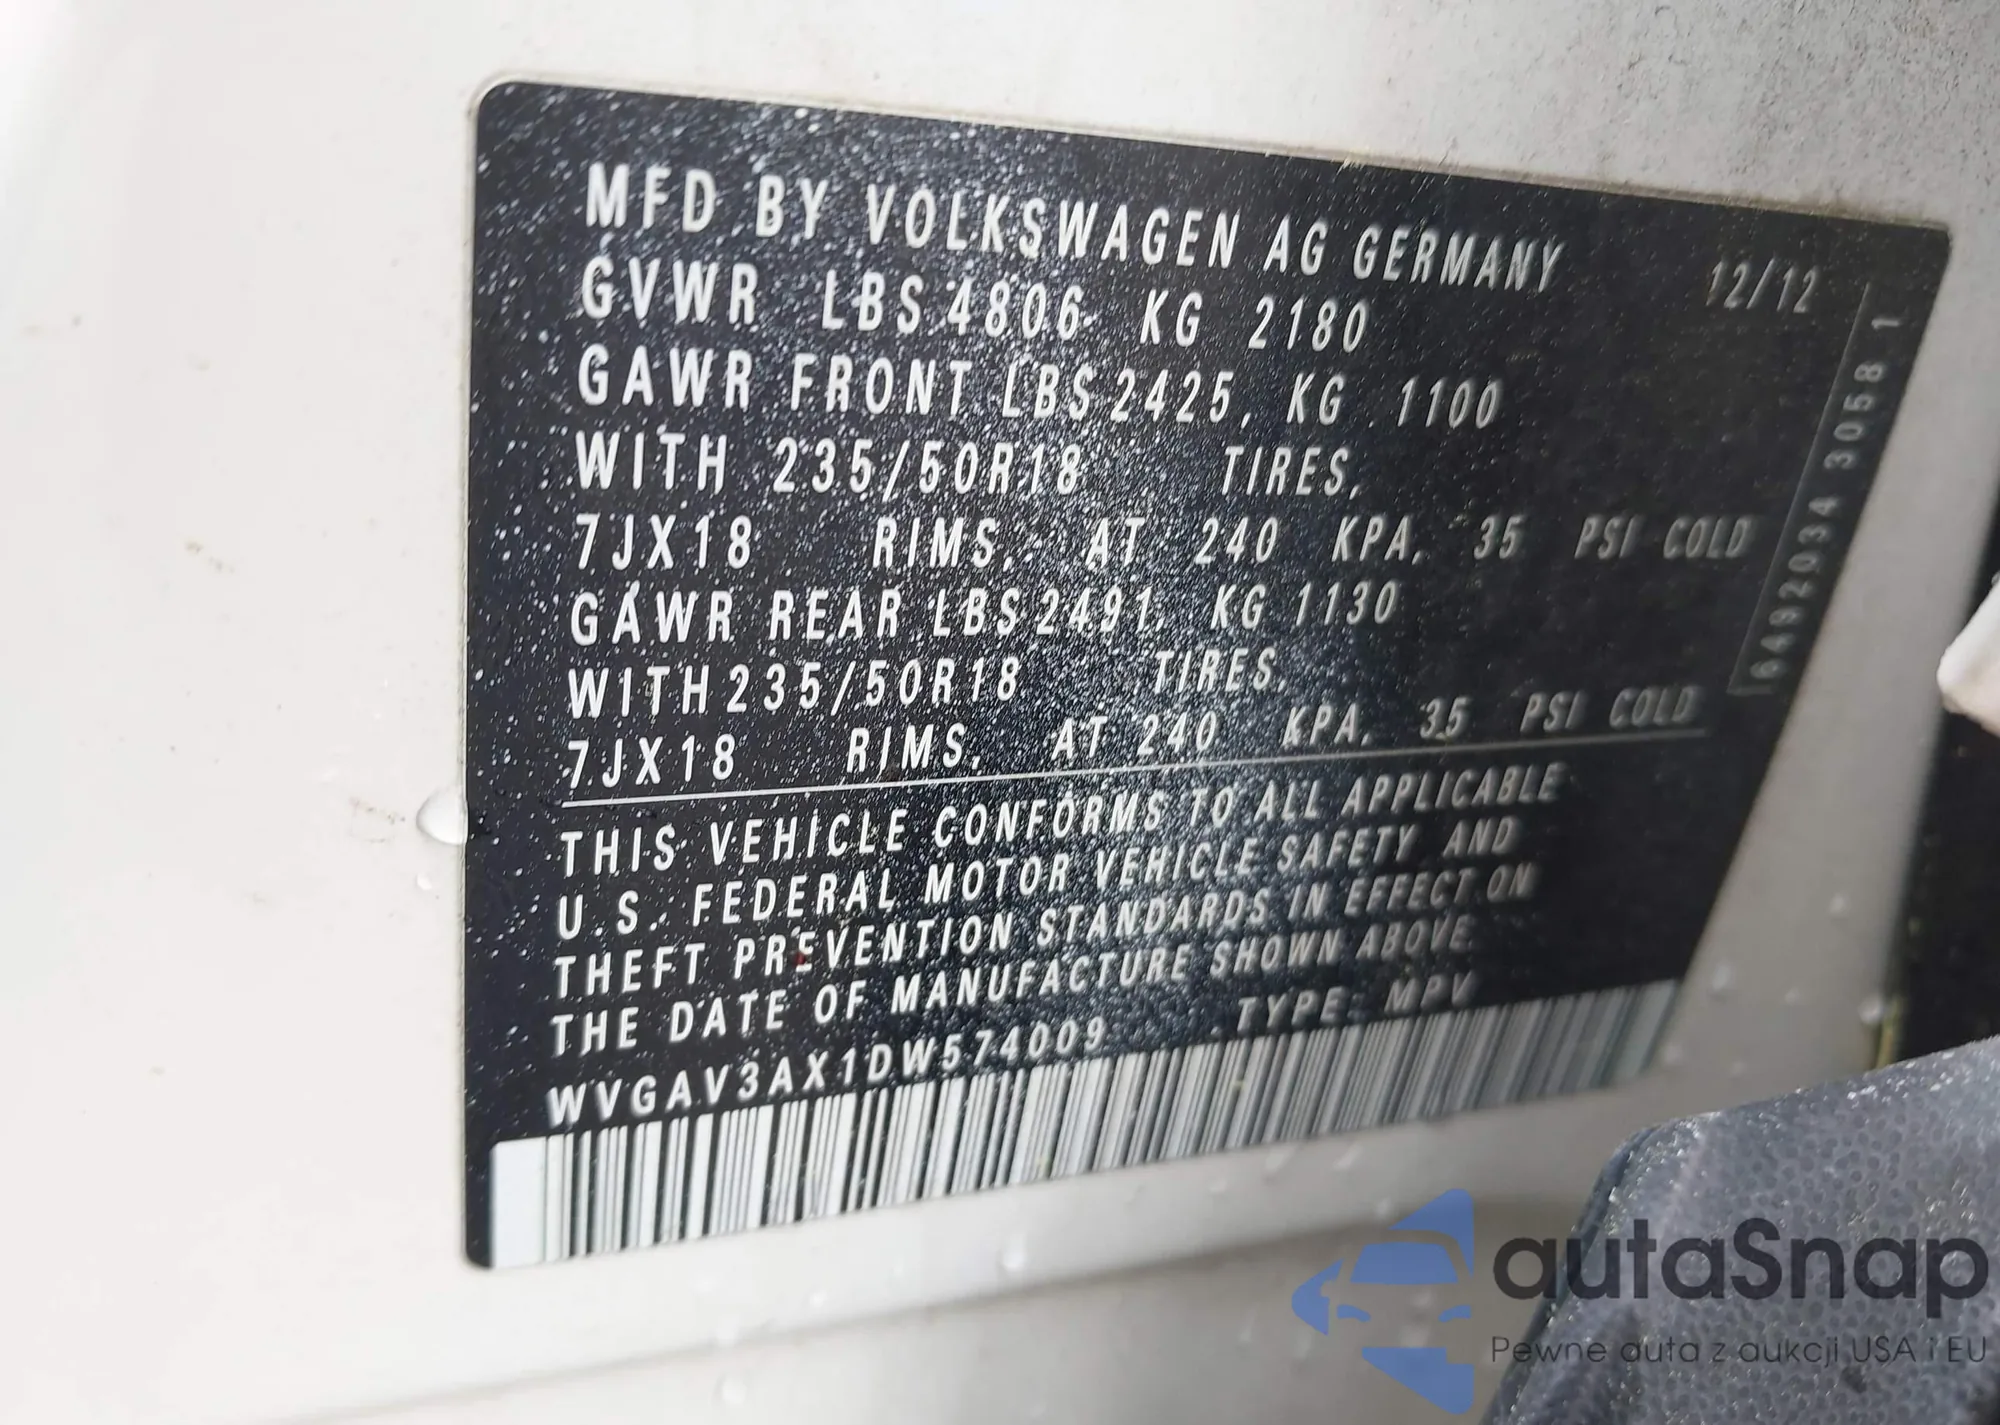 MFD BY VOLKSWAGEN AG GERMANY 12/12
GVWR LBS 4806 KG 2180
GAWR FRONT LBS 2425, KG 1100
WITH 235/50R18 TIRES,
7JX18 RIMS, AT 240 KPA, 35 PSI COLD
GAWR REAR LBS 2491, KG 1130
WITH 235/50R18 TIRES,
7JX18 RIMS, AT 240 KPA, 35 PSI COLD
THIS VEHICLE CONFORMS TO ALL APPLICABLE
U.S. FEDERAL MOTOR VEHICLE SAFETY AND
THEFT PREVENTION STANDARDS IN EFFECT ON
THE DATE OF MANUFACTURE SHOWN ABOVE.
WVGAV3AX1DW574009 TYPE: MPV
6492034 3058 1
autaSnap
Pewne auta z aukcji USA i EU